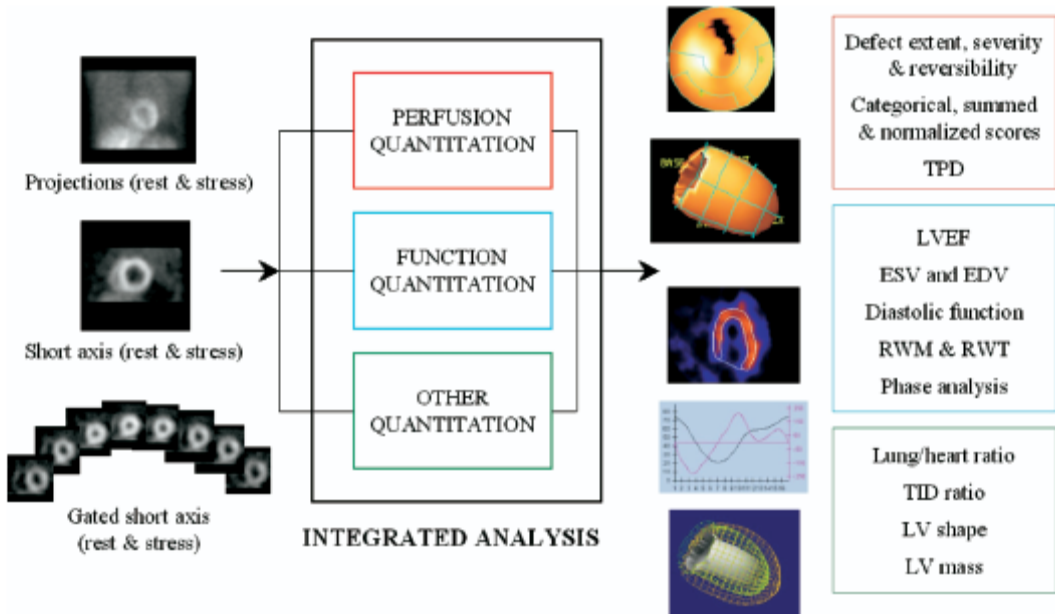 Projections (rest & stress)
Short axis (rest & stress)
Gated short axis
(rest & stress)
PERFUSION
QUANTITATION
FUNCTION
QUANTITATION
OTHER
QUANTITATION
INTEGRATED ANALYSIS
Defect extent, severity
& reversibility
Categorical, summed
& normalized scores
TPD
LVEF
ESV and EDV
Diastolic function
RWM & RWT
Phase analysis
Lung/heart ratio
TID ratio
LV shape
LV mass